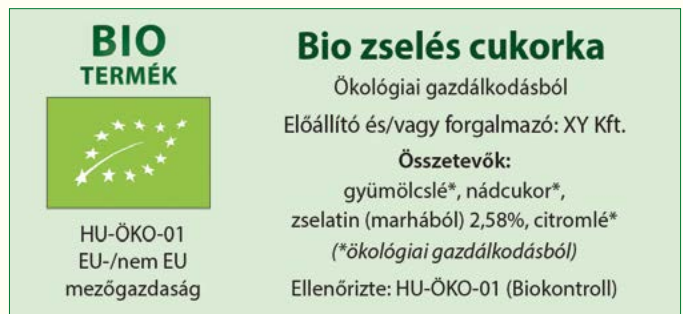 BIO
TERMÉK
HU-ÖKO-01
EU-/nem EU
mezőgazdaság
Bio zselés cukorka
Ökológiai gazdálkodásból
Előállító és/vagy forgalmazó: XY Kft.
Összetevők:
gyümölcslé*, nádcukor*,
zselatin (marhából) 2,58%, citromlé*
(*ökológiai gazdálkodásból)
Ellenőrizte: HU-ÖKO-01 (Biokontroll)